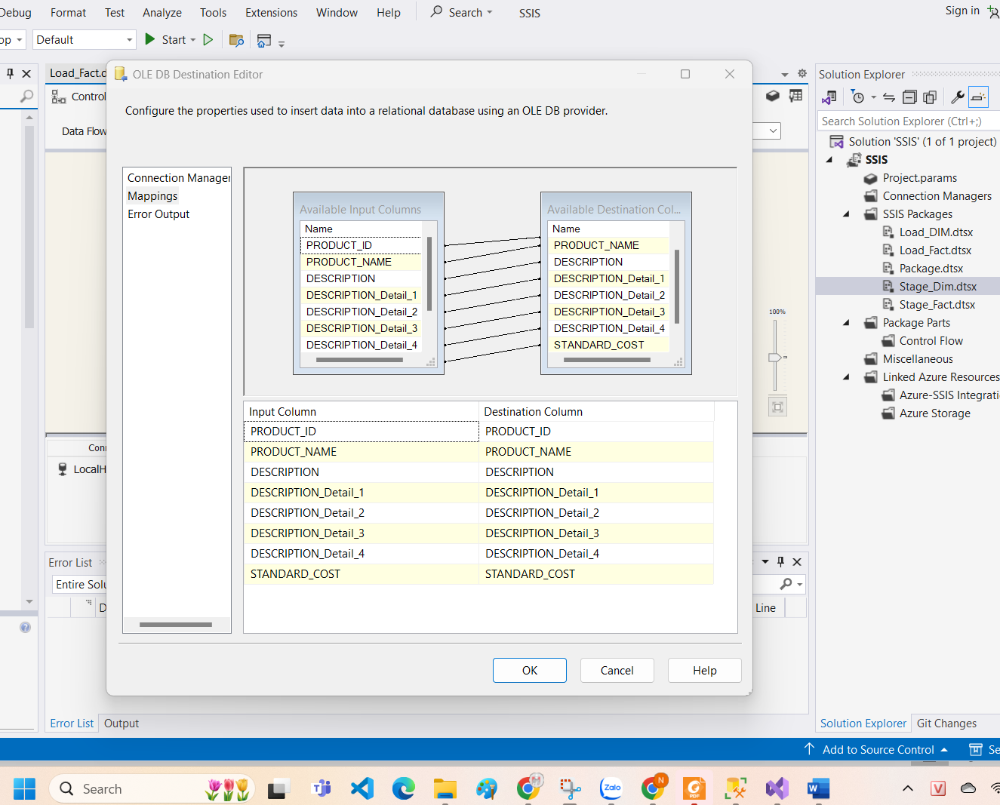 Debug Format Test Analyze Tools Extensions Window Help Search SSIS Sign in
Default Start
Load_Fact.d
Control
Data Flow
OLE DB Destination Editor
Configure the properties used to insert data into a relational database using an OLE DB provider.
Connection Manager
Mappings
Error Output
Available Input Columns
Name
PRODUCT_ID
PRODUCT_NAME
DESCRIPTION
DESCRIPTION_Detail_1
DESCRIPTION_Detail_2
DESCRIPTION_Detail_3
DESCRIPTION_Detail_4
Available Destination Col...
Name
PRODUCT_NAME
DESCRIPTION
DESCRIPTION_Detail_1
DESCRIPTION_Detail_2
DESCRIPTION_Detail_3
DESCRIPTION_Detail_4
STANDARD_COST
Input Column Destination Column
PRODUCT_ID PRODUCT_ID
PRODUCT_NAME PRODUCT_NAME
DESCRIPTION DESCRIPTION
DESCRIPTION_Detail_1 DESCRIPTION_Detail_1
DESCRIPTION_Detail_2 DESCRIPTION_Detail_2
DESCRIPTION_Detail_3 DESCRIPTION_Detail_3
DESCRIPTION_Detail_4 DESCRIPTION_Detail_4
STANDARD_COST STANDARD_COST
OK Cancel Help
100%
Conn
LocalH
Error List
Entire Solu
D
Line
Error List Output
Solution Explorer
Search Solution Explorer (Ctrl+;)
Solution 'SSIS' (1 of 1 project)
SSIS
Project.params
Connection Managers
SSIS Packages
Load_DIM.dtsx
Load_Fact.dtsx
Package.dtsx
Stage_Dim.dtsx
Stage_Fact.dtsx
Package Parts
Control Flow
Miscellaneous
Linked Azure Resources
Azure-SSIS Integrati
Azure Storage
Solution Explorer Git Changes
Add to Source Control Se
Search
Zalo
PDF